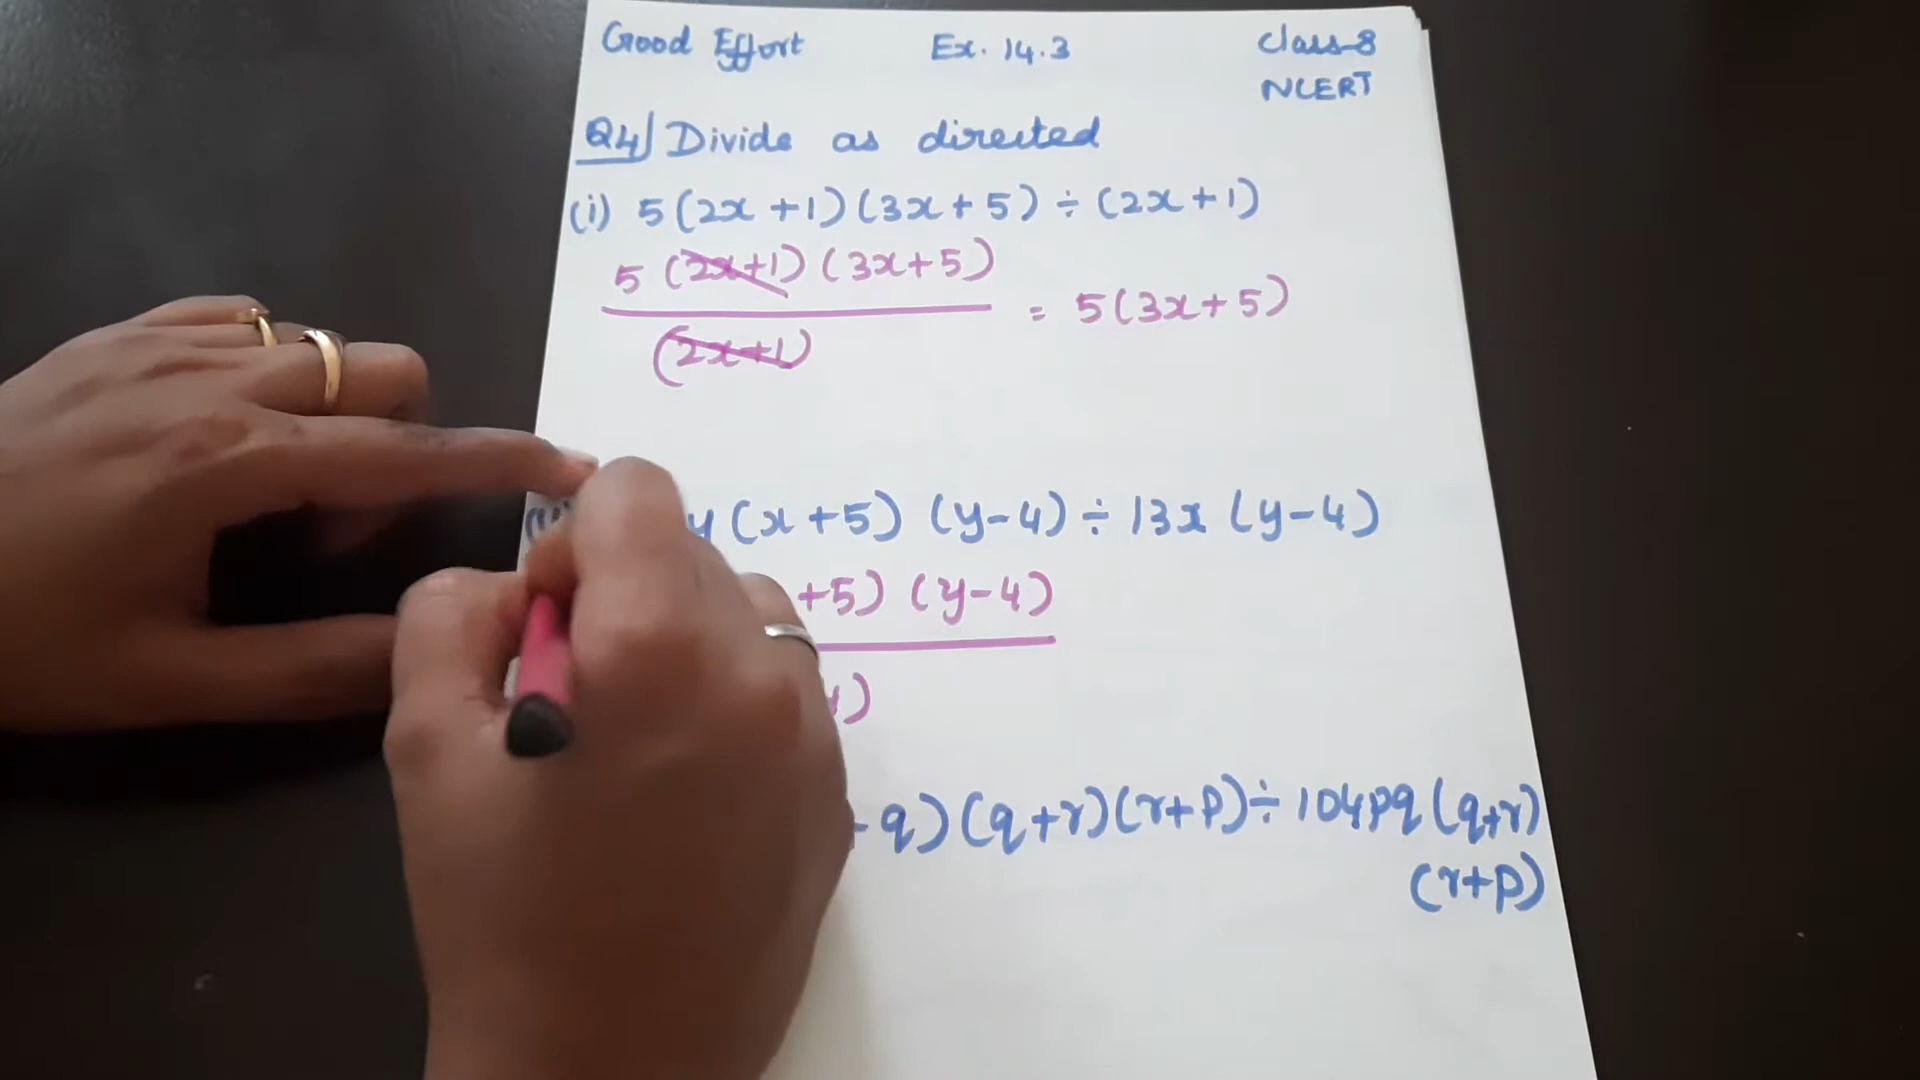 Good Effort Ex. 14.3 Class-8
NCERT
Q4/ Divide as directed
(i) 5(2x+1)(3x+5)÷(2x+1)
5(2x+1)(3x+5)
= 5(3x+5)
(2x+1)
y(x+5)(y-4)÷13x(y-4)
+5)(y-4)
)
q)(q+r)(r+p)÷104pq(q+r)
(r+p)